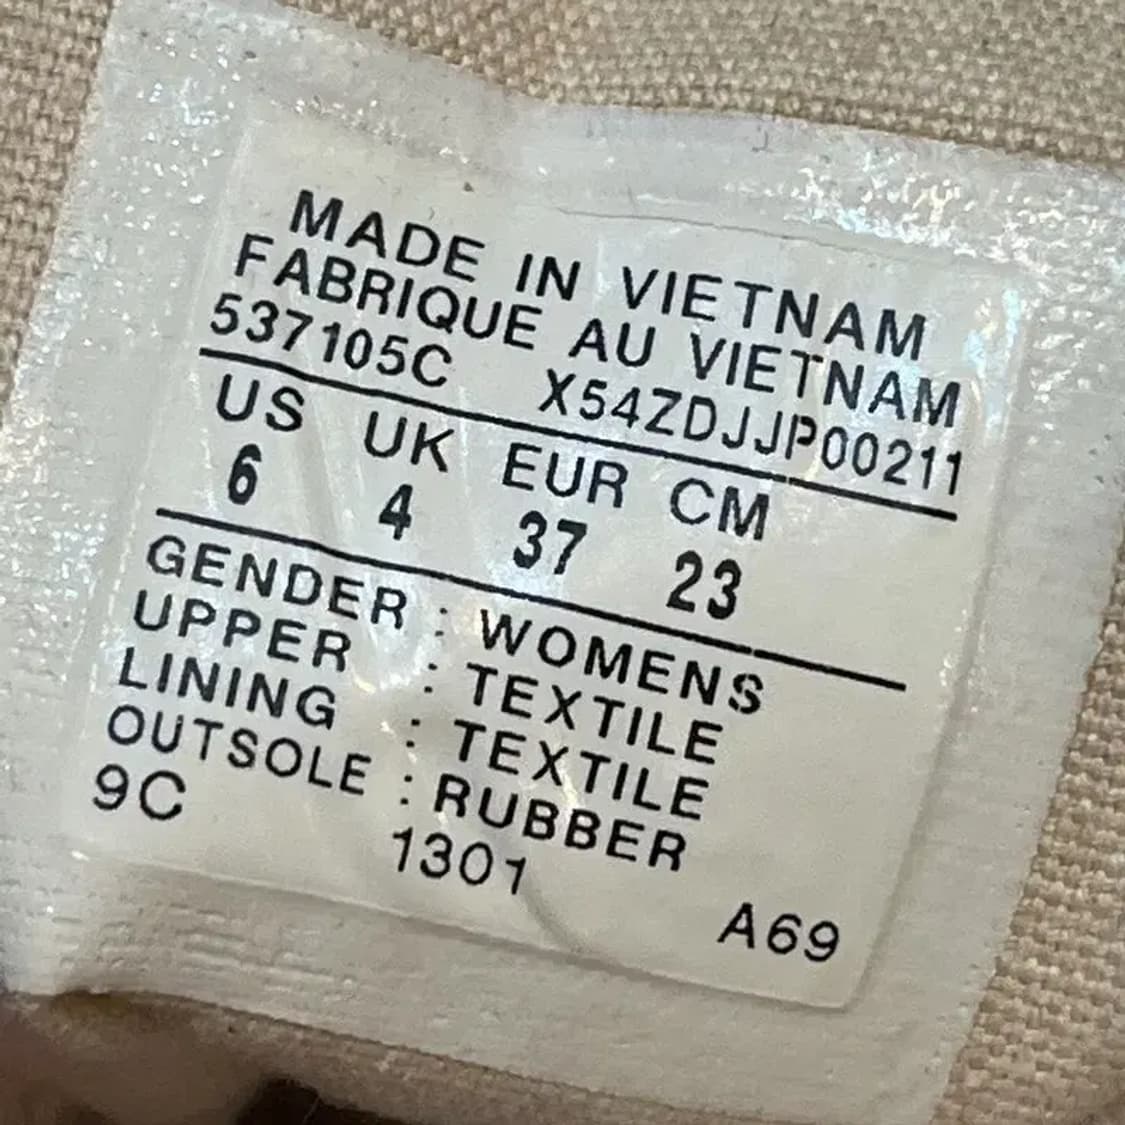 MADE IN VIETNAM
FABRIQUE AU VIETNAM
537105C X54ZDJJP00211
US UK EUR CM
6 4 37 23
GENDER : WOMENS
UPPER : TEXTILE
LINING : TEXTILE
OUTSOLE : RUBBER
9C 1301 A69